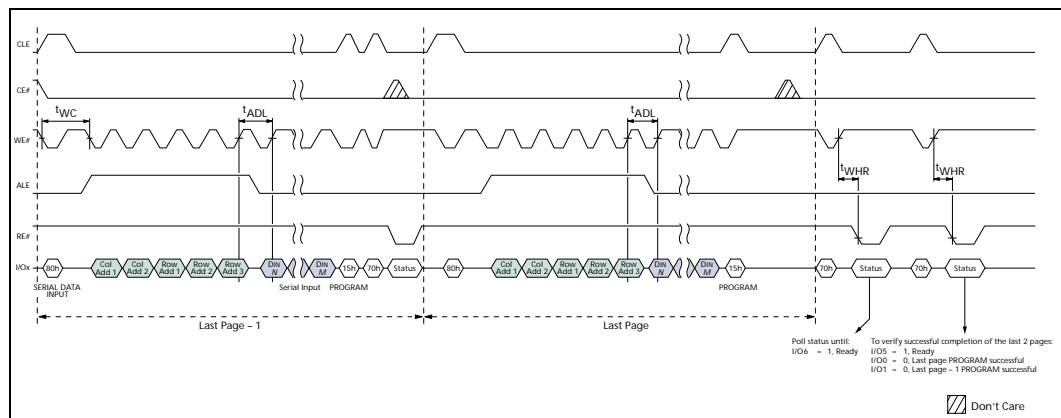 CLE
CE#
tWC
tADL
tADL
WE#
tWHR
tWHR
ALE
RE#
I/Ox
80h
Col Add 1
Col Add 2
Row Add 1
Row Add 2
Row Add 3
DIN N
DIN M
15h
70h
Status
80h
Col Add 1
Col Add 2
Row Add 1
Row Add 2
Row Add 3
DIN N
DIN M
15h
70h
Status
70h
Status
SERIAL DATA INPUT
Serial Input
PROGRAM
PROGRAM
Last Page – 1
Last Page
Poll status until:
I/O6 = 1, Ready
To verify successful completion of the last 2 pages:
I/O5 = 1, Ready
I/O0 = 0, Last page PROGRAM successful
I/O1 = 0, Last page – 1 PROGRAM successful
Don't Care